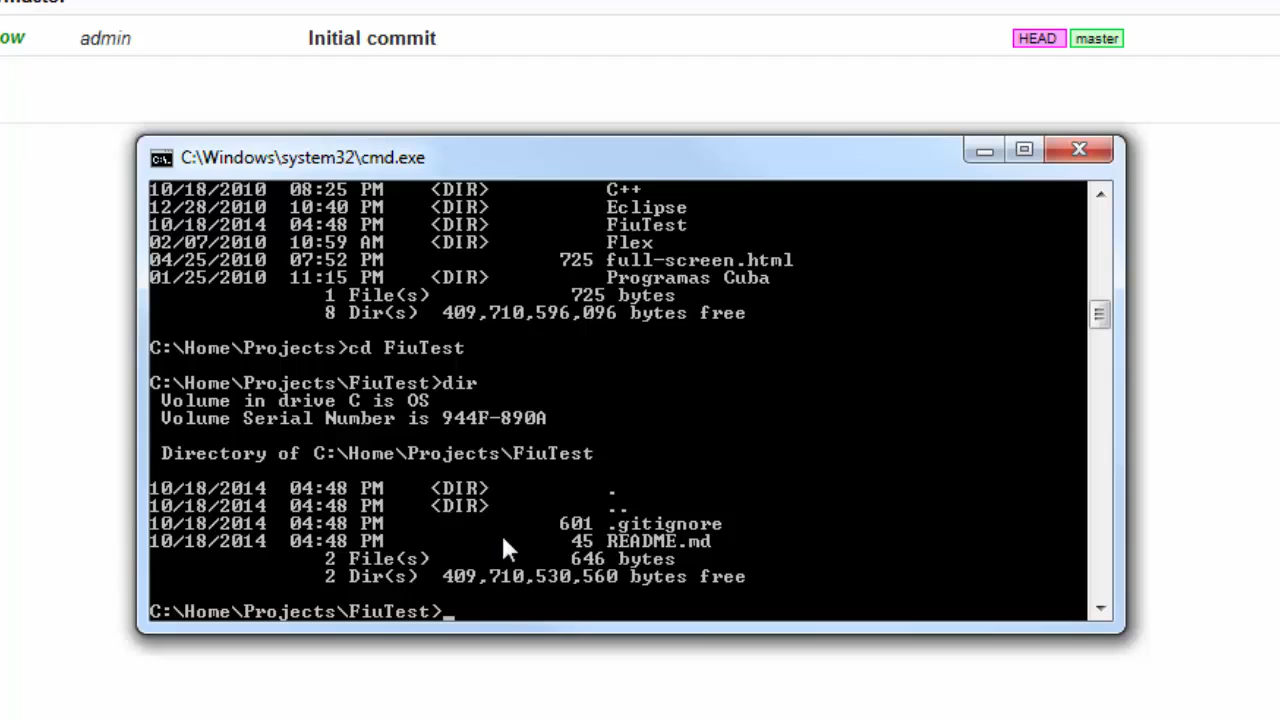 ow admin Initial commit HEAD master
C:\Windows\system32\cmd.exe
10/18/2010 08:25 PM <DIR> C++
12/28/2010 10:40 PM <DIR> Eclipse
10/18/2014 04:48 PM <DIR> FiuTest
02/07/2010 10:59 AM <DIR> Flex
04/25/2010 07:52 PM 725 full-screen.html
01/25/2010 11:15 PM <DIR> Programas Cuba
1 File(s) 725 bytes
8 Dir(s) 409,710,596,096 bytes free
C:\Home\Projects>cd FiuTest
C:\Home\Projects\FiuTest>dir
Volume in drive C is OS
Volume Serial Number is 944F-890A
Directory of C:\Home\Projects\FiuTest
10/18/2014 04:48 PM <DIR> .
10/18/2014 04:48 PM <DIR> ..
10/18/2014 04:48 PM 601 .gitignore
10/18/2014 04:48 PM 45 README.md
2 File(s) 646 bytes
2 Dir(s) 409,710,530,560 bytes free
C:\Home\Projects\FiuTest>_